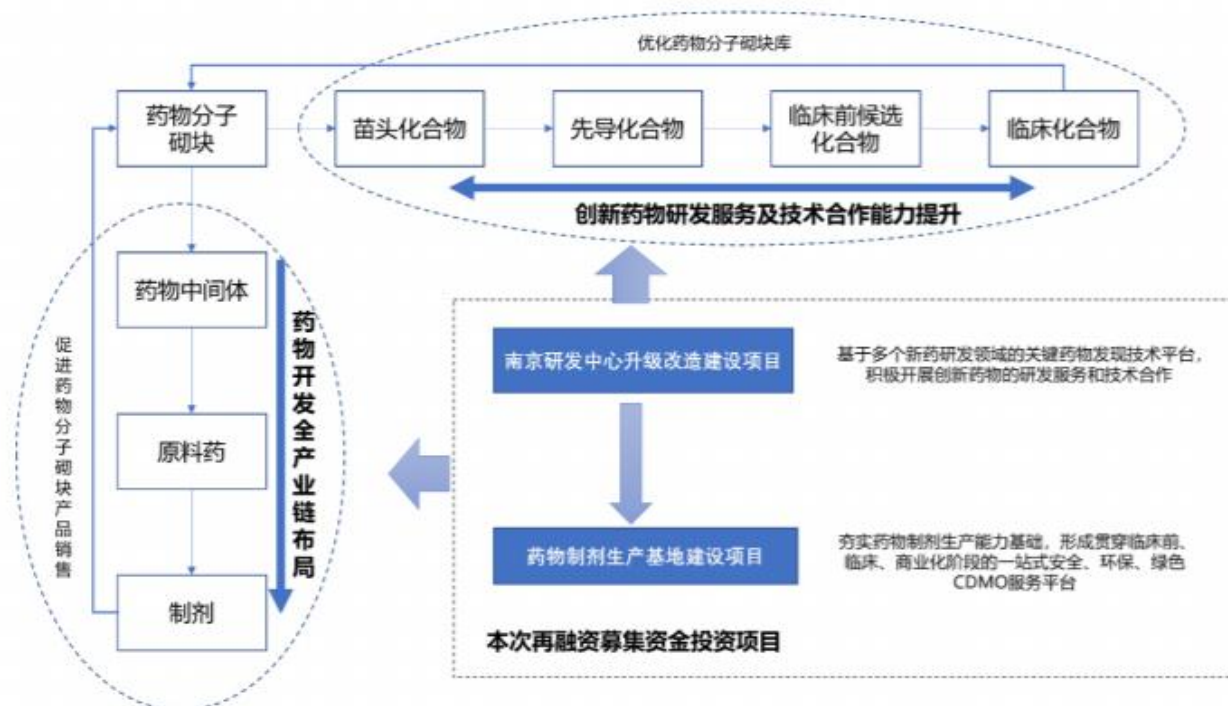 优化药物分子砌块库
药物分子
砌块
苗头化合物
先导化合物
临床前候选
化合物
临床化合物
创新药物研发服务及技术合作能力提升
药物中间体
原料药
制剂
药物开发全产业链布局
促进药物分子砌块产品销售
南京研发中心升级改造建设项目
基于多个新药研发领域的关键药物发现技术平台，
积极开展创新药物的研发服务和技术合作
药物制剂生产基地建设项目
夯实药物制剂生产能力基础，形成贯穿临床前、
临床、商业化阶段的一站式安全、环保、绿色
CDMO服务平台
本次再融资募集资金投资项目